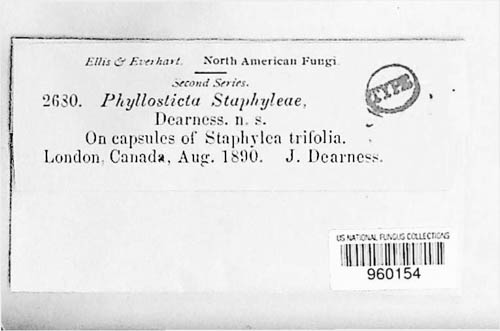 Ellis & Everhart. North American Fungi.
Second Series.
TYPE
2630. Phyllosticta Staphyleae,
Dearness. n. s.
On capsules of Staphylea trifolia.
London, Canada, Aug. 1890. J. Dearness.
US NATIONAL FUNGUS COLLECTIONS
960154